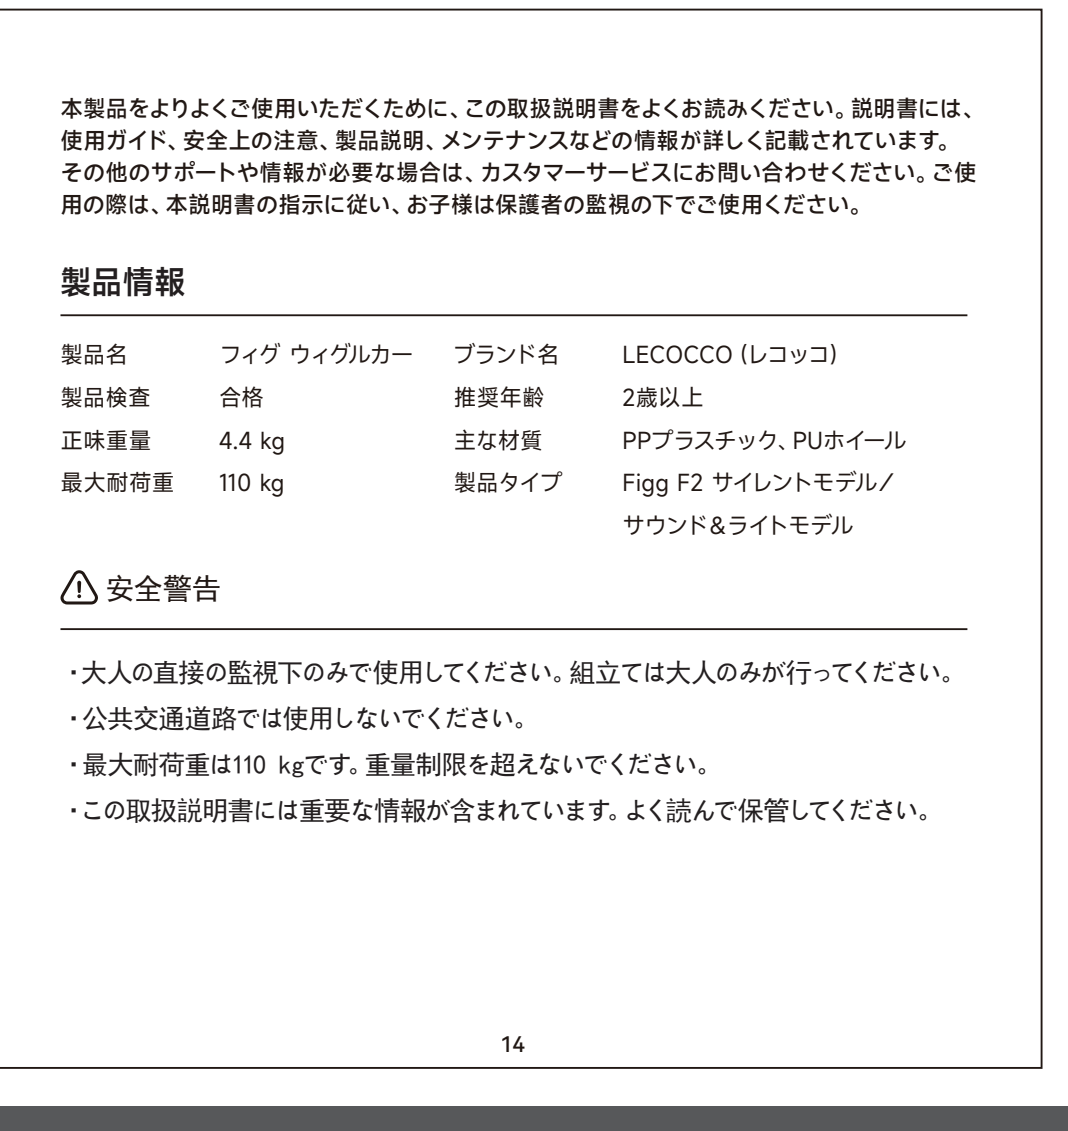 本製品をよりよくご使用いただくために、この取扱説明書をよくお読みください。説明書には、
使用ガイド、安全上の注意、製品説明、メンテナンスなどの情報が詳しく記載されています。
その他のサポートや情報が必要な場合は、カスタマーサービスにお問い合わせください。ご使
用の際は、本説明書の指示に従い、お子様は保護者の監視の下でご使用ください。
製品情報
製品名 フィグ ウィグルカー ブランド名 LECOCCO (レコッコ)
製品検査 合格 推奨年齢 2歳以上
正味重量 4.4 kg 主な材質 PPプラスチック、PUホイール
最大耐荷重 110 kg 製品タイプ Figg F2 サイレントモデル/
サウンド&ライトモデル
安全警告
・大人の直接の監視下のみで使用してください。組立ては大人のみが行ってください。
・公共交通道路では使用しないでください。
・最大耐荷重は110 kgです。重量制限を超えないでください。
・この取扱説明書には重要な情報が含まれています。よく読んで保管してください。
14